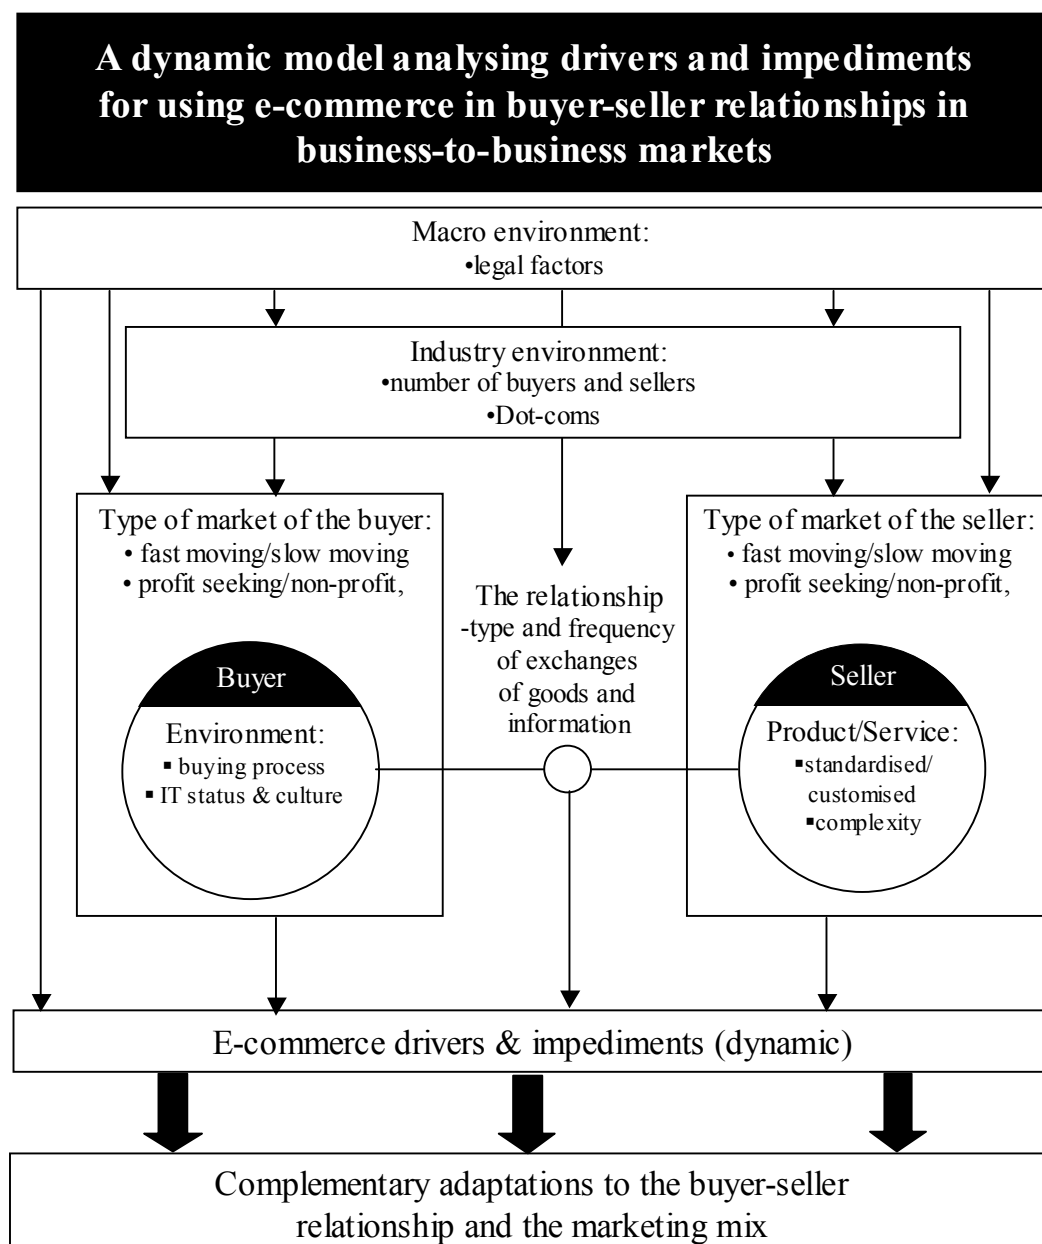 A dynamic model analysing drivers and impediments
for using e-commerce in buyer-seller relationships in
business-to-business markets
Macro environment:
•legal factors
Industry environment:
•number of buyers and sellers
•Dot-coms
Type of market of the buyer:
• fast moving/slow moving
• profit seeking/non-profit,
Type of market of the seller:
• fast moving/slow moving
• profit seeking/non-profit,
The relationship
-type and frequency
of exchanges
of goods and
information
Buyer
Environment:
▪ buying process
▪ IT status & culture
Seller
Product/Service:
▪standardised/
customised
▪complexity
E-commerce drivers & impediments (dynamic)
Complementary adaptations to the buyer-seller
relationship and the marketing mix